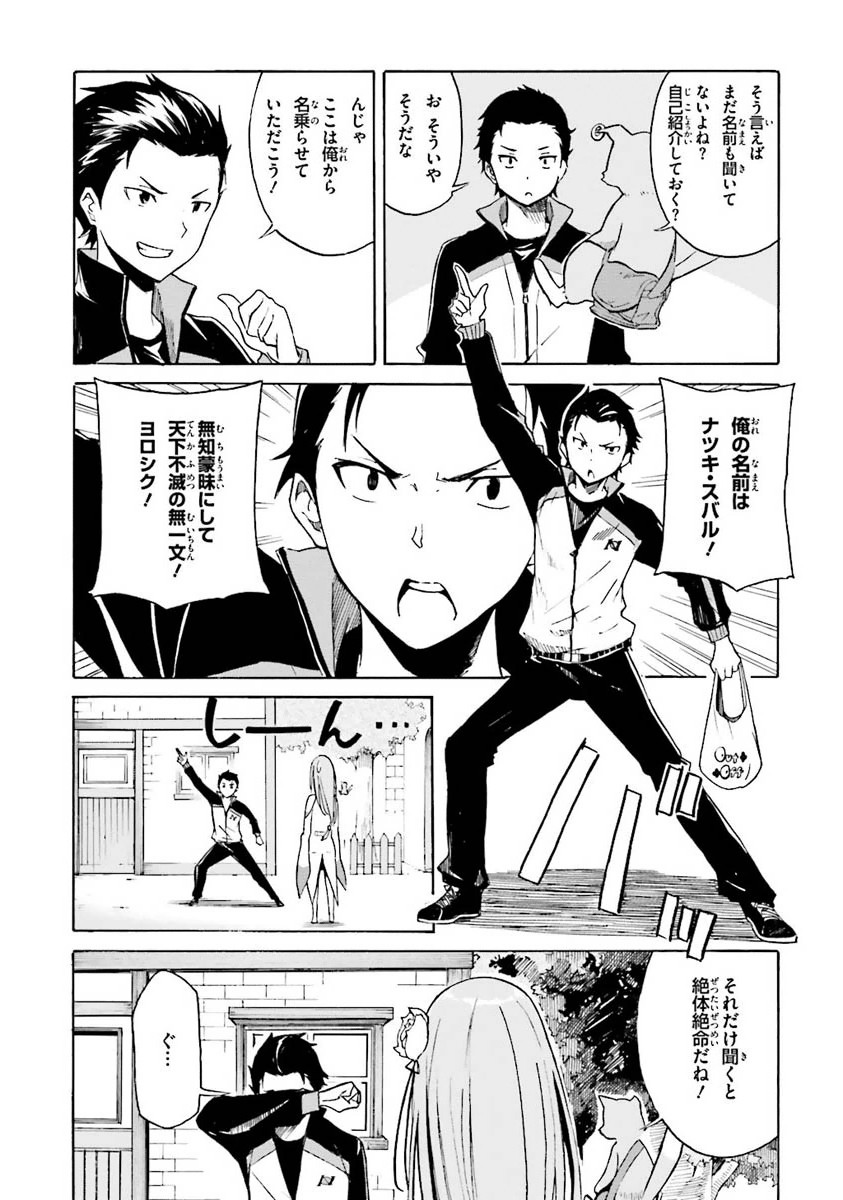 そう言えば
まだ名前も聞いて
ないよね？
自己紹介しておく？
お そういや
そうだな
んじゃ
ここは俺から
名乗らせて
いただこう！
俺の名前は
ナツキ・スバル！
無知蒙昧にして
天下不滅の無一文！
ヨロシク！
バーン
Out
Off
しーん…
それだけ聞くと
絶体絶命だね！
ぐ…